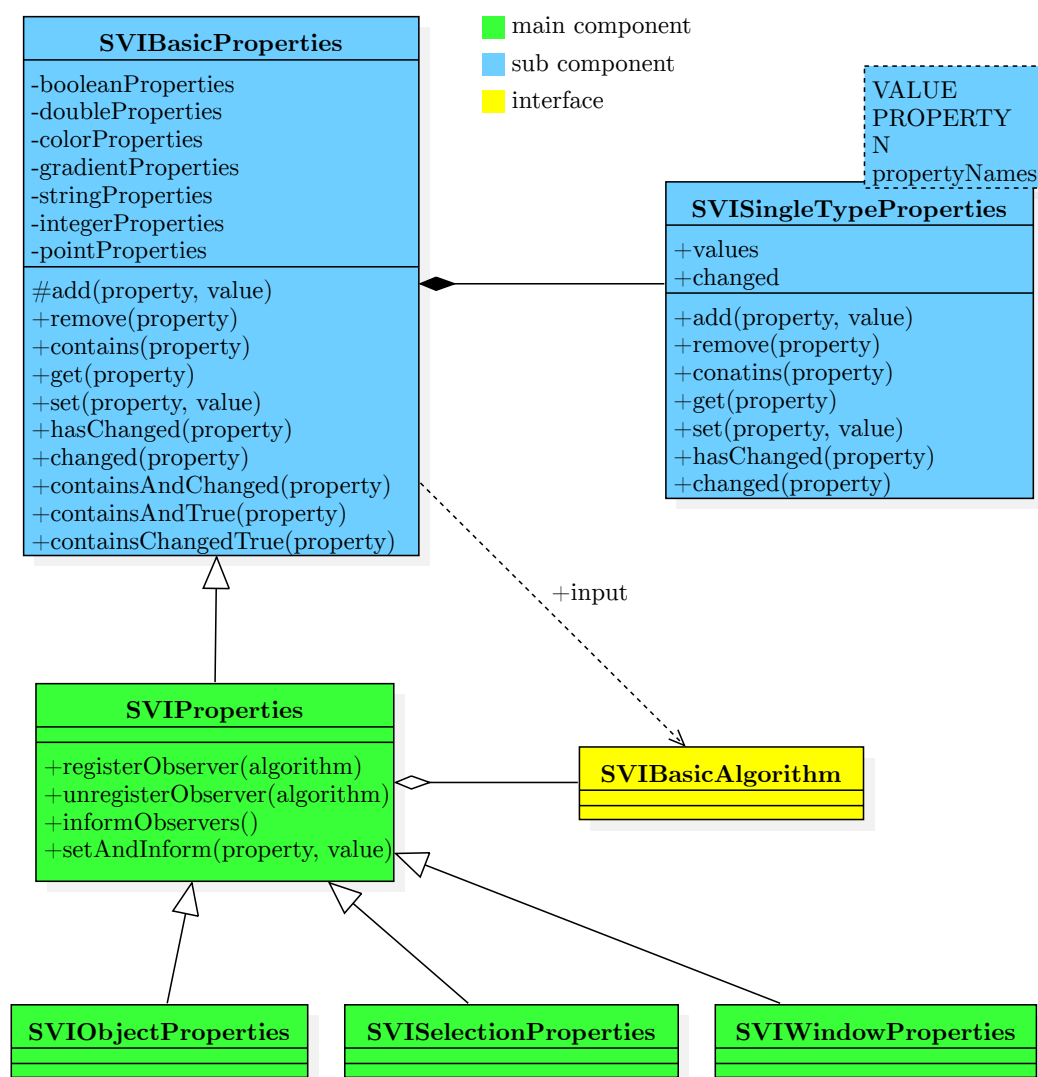 SVIBasicProperties
-booleanProperties
-doubleProperties
-colorProperties
-gradientProperties
-stringProperties
-integerProperties
-pointProperties
#add(property, value)
+remove(property)
+contains(property)
+get(property)
+set(property, value)
+hasChanged(property)
+changed(property)
+containsAndChanged(property)
+containsAndTrue(property)
+containsChangedTrue(property)
main component
sub component
interface
VALUE
PROPERTY
N
propertyNames
SVISingleTypeProperties
+values
+changed
+add(property, value)
+remove(property)
+conatins(property)
+get(property)
+set(property, value)
+hasChanged(property)
+changed(property)
+input
SVIProperties
+registerObserver(algorithm)
+unregisterObserver(algorithm)
+informObservers()
+setAndInform(property, value)
SVIBasicAlgorithm
SVIObjectProperties
SVISelectionProperties
SVIWindowProperties